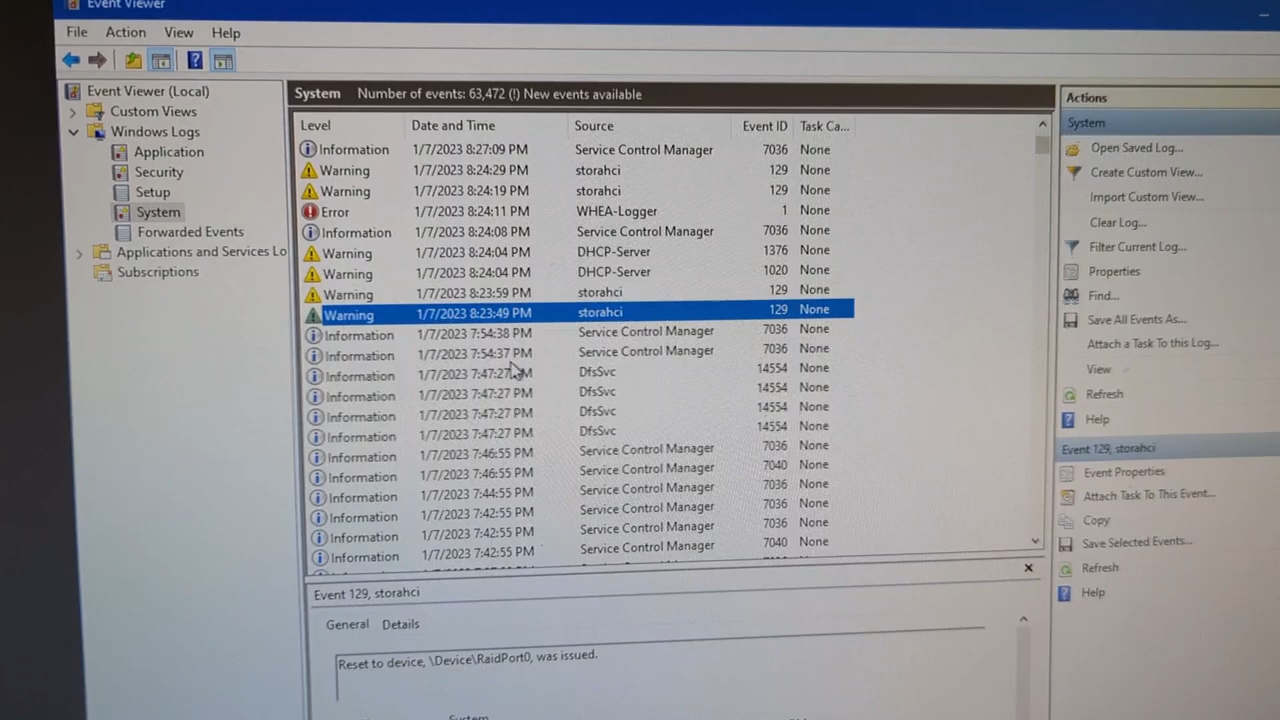 Event Viewer
File Action View Help
Event Viewer (Local)
Custom Views
Windows Logs
Application
Security
Setup
System
Forwarded Events
Applications and Services Lo
Subscriptions
System Number of events: 63,472 (!) New events available
Level Date and Time Source Event ID Task Ca...
Information 1/7/2023 8:27:09 PM Service Control Manager 7036 None
Warning 1/7/2023 8:24:29 PM storahci 129 None
Warning 1/7/2023 8:24:19 PM storahci 129 None
Error 1/7/2023 8:24:11 PM WHEA-Logger 1 None
Information 1/7/2023 8:24:08 PM Service Control Manager 7036 None
Warning 1/7/2023 8:24:04 PM DHCP-Server 1376 None
Warning 1/7/2023 8:24:04 PM DHCP-Server 1020 None
Warning 1/7/2023 8:23:59 PM storahci 129 None
Warning 1/7/2023 8:23:49 PM storahci 129 None
Information 1/7/2023 7:54:38 PM Service Control Manager 7036 None
Information 1/7/2023 7:54:37 PM Service Control Manager 7036 None
Information 1/7/2023 7:47:27 PM DfsSvc 14554 None
Information 1/7/2023 7:47:27 PM DfsSvc 14554 None
Information 1/7/2023 7:47:27 PM DfsSvc 14554 None
Information 1/7/2023 7:47:27 PM DfsSvc 14554 None
Information 1/7/2023 7:46:55 PM Service Control Manager 7036 None
Information 1/7/2023 7:46:55 PM Service Control Manager 7040 None
Information 1/7/2023 7:44:55 PM Service Control Manager 7036 None
Information 1/7/2023 7:42:55 PM Service Control Manager 7036 None
Information 1/7/2023 7:42:55 PM Service Control Manager 7036 None
Information 1/7/2023 7:42:55 PM Service Control Manager 7040 None
Event 129, storahci
General Details
Reset to device, \Device\RaidPort0, was issued.
System
Actions
System
Open Saved Log...
Create Custom View...
Import Custom View...
Clear Log...
Filter Current Log...
Properties
Find...
Save All Events As...
Attach a Task To this Log...
View
Refresh
Help
Event 129, storahci
Event Properties
Attach Task To This Event...
Copy
Save Selected Events...
Refresh
Help